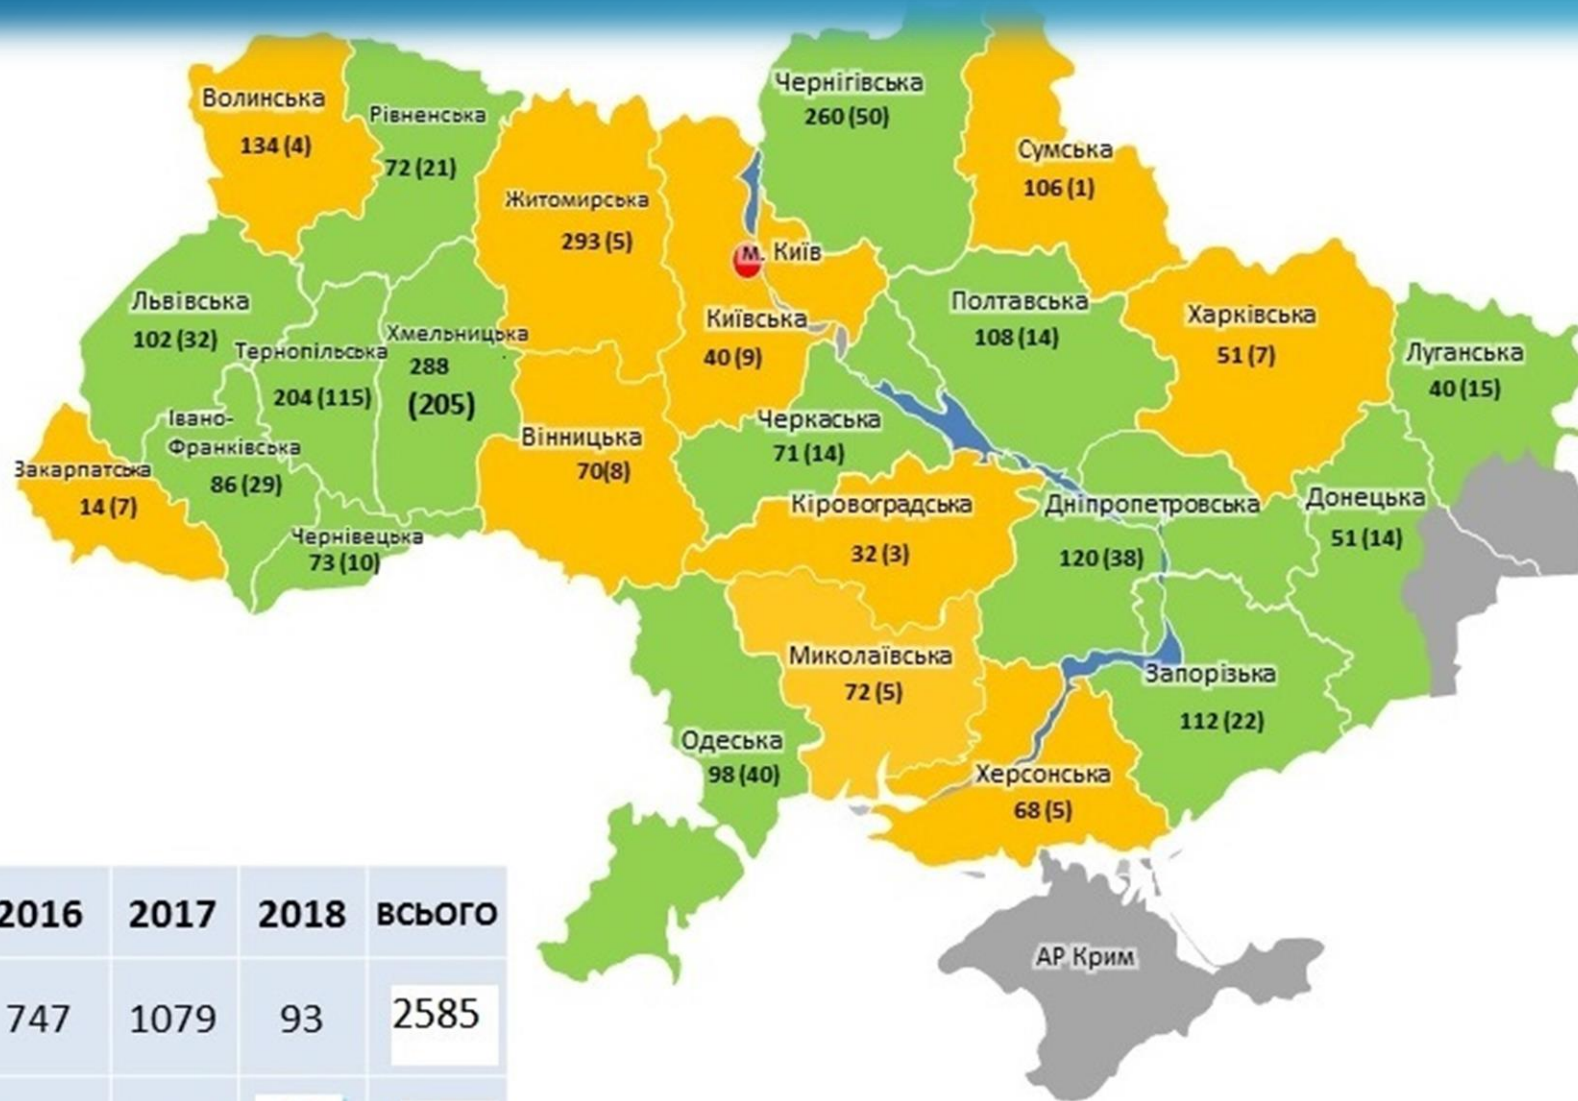 Волинська
134 (4)
Рівненська
72 (21)
Житомирська
293 (5)
Чернігівська
260 (50)
Сумська
106 (1)
м. Київ
Київська
40 (9)
Львівська
102 (32)
Тернопільська
204 (115)
Хмельницька
288
(205)
Полтавська
108 (14)
Харківська
51 (7)
Луганська
40 (15)
Івано-
Франківська
86 (29)
Закарпатська
14 (7)
Чернівецька
73 (10)
Вінницька
70(8)
Черкаська
71 (14)
Кіровоградська
32 (3)
Дніпропетровська
120 (38)
Донецька
51 (14)
Миколаївська
72 (5)
Запорізька
112 (22)
Одеська
98 (40)
Херсонська
68 (5)
АР Крим
2016 2017 2018 ВСЬОГО
747 1079 93 2585